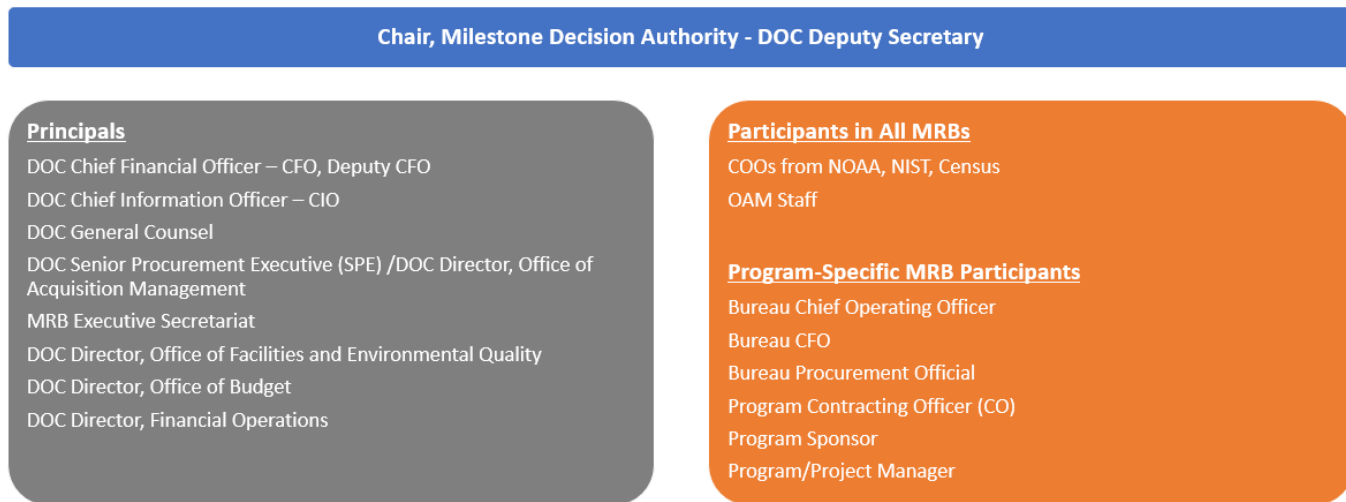 Chair, Milestone Decision Authority - DOC Deputy Secretary
Principals
DOC Chief Financial Officer – CFO, Deputy CFO
DOC Chief Information Officer – CIO
DOC General Counsel
DOC Senior Procurement Executive (SPE) /DOC Director, Office of
Acquisition Management
MRB Executive Secretariat
DOC Director, Office of Facilities and Environmental Quality
DOC Director, Office of Budget
DOC Director, Financial Operations
Participants in All MRBs
COOs from NOAA, NIST, Census
OAM Staff
Program-Specific MRB Participants
Bureau Chief Operating Officer
Bureau CFO
Bureau Procurement Official
Program Contracting Officer (CO)
Program Sponsor
Program/Project Manager